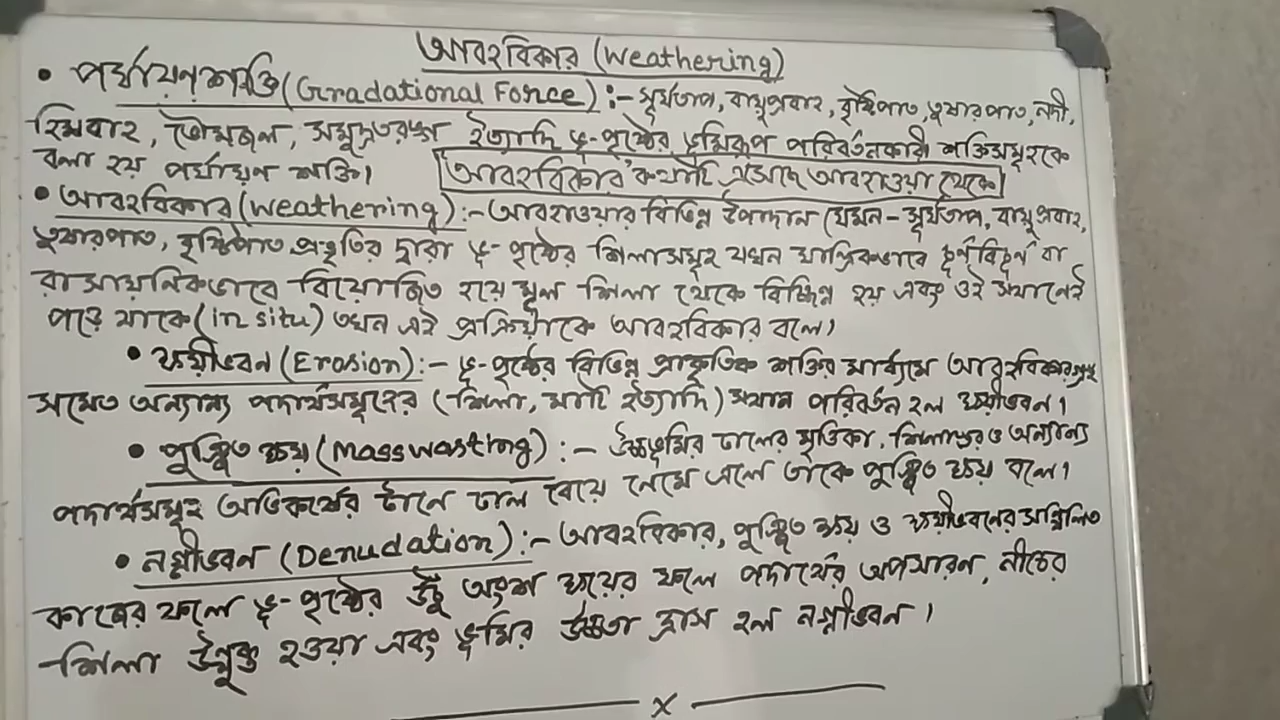 আবহবিকার (Weathering)
• পর্যায়ণ শক্তি (Gradational Force) :- সূর্যতাপ, বায়ুপ্রবাহ, বৃষ্টিপাত, তুষারপাত, নদী,
হিমবাহ, ভৌমজল, সমুদ্রতরঙ্গ ইত্যাদি ভূ-পৃষ্ঠের ভূমিরূপ পরিবর্তনকারী শক্তিসমূহকে
বলা হয় পর্যায়ণ শক্তি।
'আবহবিকার' কথাটি এসেছে আবহাওয়া থেকে
• আবহবিকার (Weathering) :- আবহাওয়ার বিভিন্ন উপাদান যেমন - সূর্যতাপ, বায়ুপ্রবাহ,
তুষারপাত, বৃষ্টিপাত প্রভৃতির দ্বারা ভূ-পৃষ্ঠের শিলাসমূহ যখন যান্ত্রিকভাবে চূর্ণবিচূর্ণ বা
রাসায়নিকভাবে বিয়োজিত হয়ে মূল শিলা থেকে বিচ্ছিন্ন হয় এবং ওই স্থানেই
পড়ে থাকে (in situ) তখন এই প্রক্রিয়াকে আবহবিকার বলে।
• ক্ষয়ীভবন (Erosion) :- ভূ-পৃষ্ঠের বিভিন্ন প্রাকৃতিক শক্তির মাধ্যমে আবহবিকারগ্রস্থ
সমেত অন্যান্য পদার্থসমূহের (শিলা, মাটি ইত্যাদি) স্থান পরিবর্তন হল ক্ষয়ীভবন।
• পুঞ্জিত ক্ষয় (Mass wasting) :- উচ্চভূমির ঢালের মৃত্তিকা, শিলাস্তর ও অন্যান্য
পদার্থসমূহ অভিকর্ষের টানে ঢাল বেয়ে নেমে এলে তাকে পুঞ্জিত ক্ষয় বলে।
• নগ্নীভবন (Denudation) :- আবহবিকার, পুঞ্জিত ক্ষয় ও ক্ষয়ীভবনের সম্মিলিত
কাজের ফলে ভূ-পৃষ্ঠের উঁচু অংশ ক্ষয়ের ফলে পদার্থের অপসারণ, নীচের
শিলা উন্মুক্ত হওয়া এবং ভূমির উচ্চতা হ্রাস হল নগ্নীভবন।
x